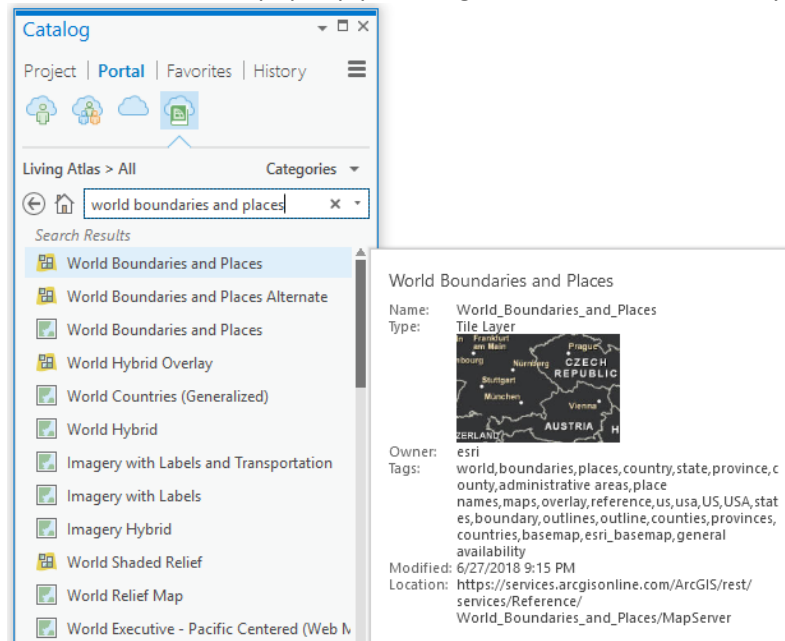 Catalog
Project | Portal | Favorites | History
Living Atlas > All Categories
world boundaries and places
Search Results
World Boundaries and Places
World Boundaries and Places Alternate
World Boundaries and Places
World Hybrid Overlay
World Countries (Generalized)
World Hybrid
Imagery with Labels and Transportation
Imagery with Labels
Imagery Hybrid
World Shaded Relief
World Relief Map
World Executive - Pacific Centered (Web M
World Boundaries and Places
Name: World_Boundaries_and_Places
Type: Tile Layer
Frankfurt
am Main
Prague
Nürnberg
CZECH
REPUBLIC
Stuttgart
München
Vienna
AUSTRIA
Owner: esri
Tags: world,boundaries,places,country,state,province,c
ounty,administrative areas,place
names,maps,overlay,reference,us,usa,US,USA,stat
es,boundary,outlines,outline,counties,provinces,
countries,basemap,esri_basemap,general
availability
Modified: 6/27/2018 9:15 PM
Location: https://services.arcgisonline.com/ArcGIS/rest/
services/Reference/
World_Boundaries_and_Places/MapServer